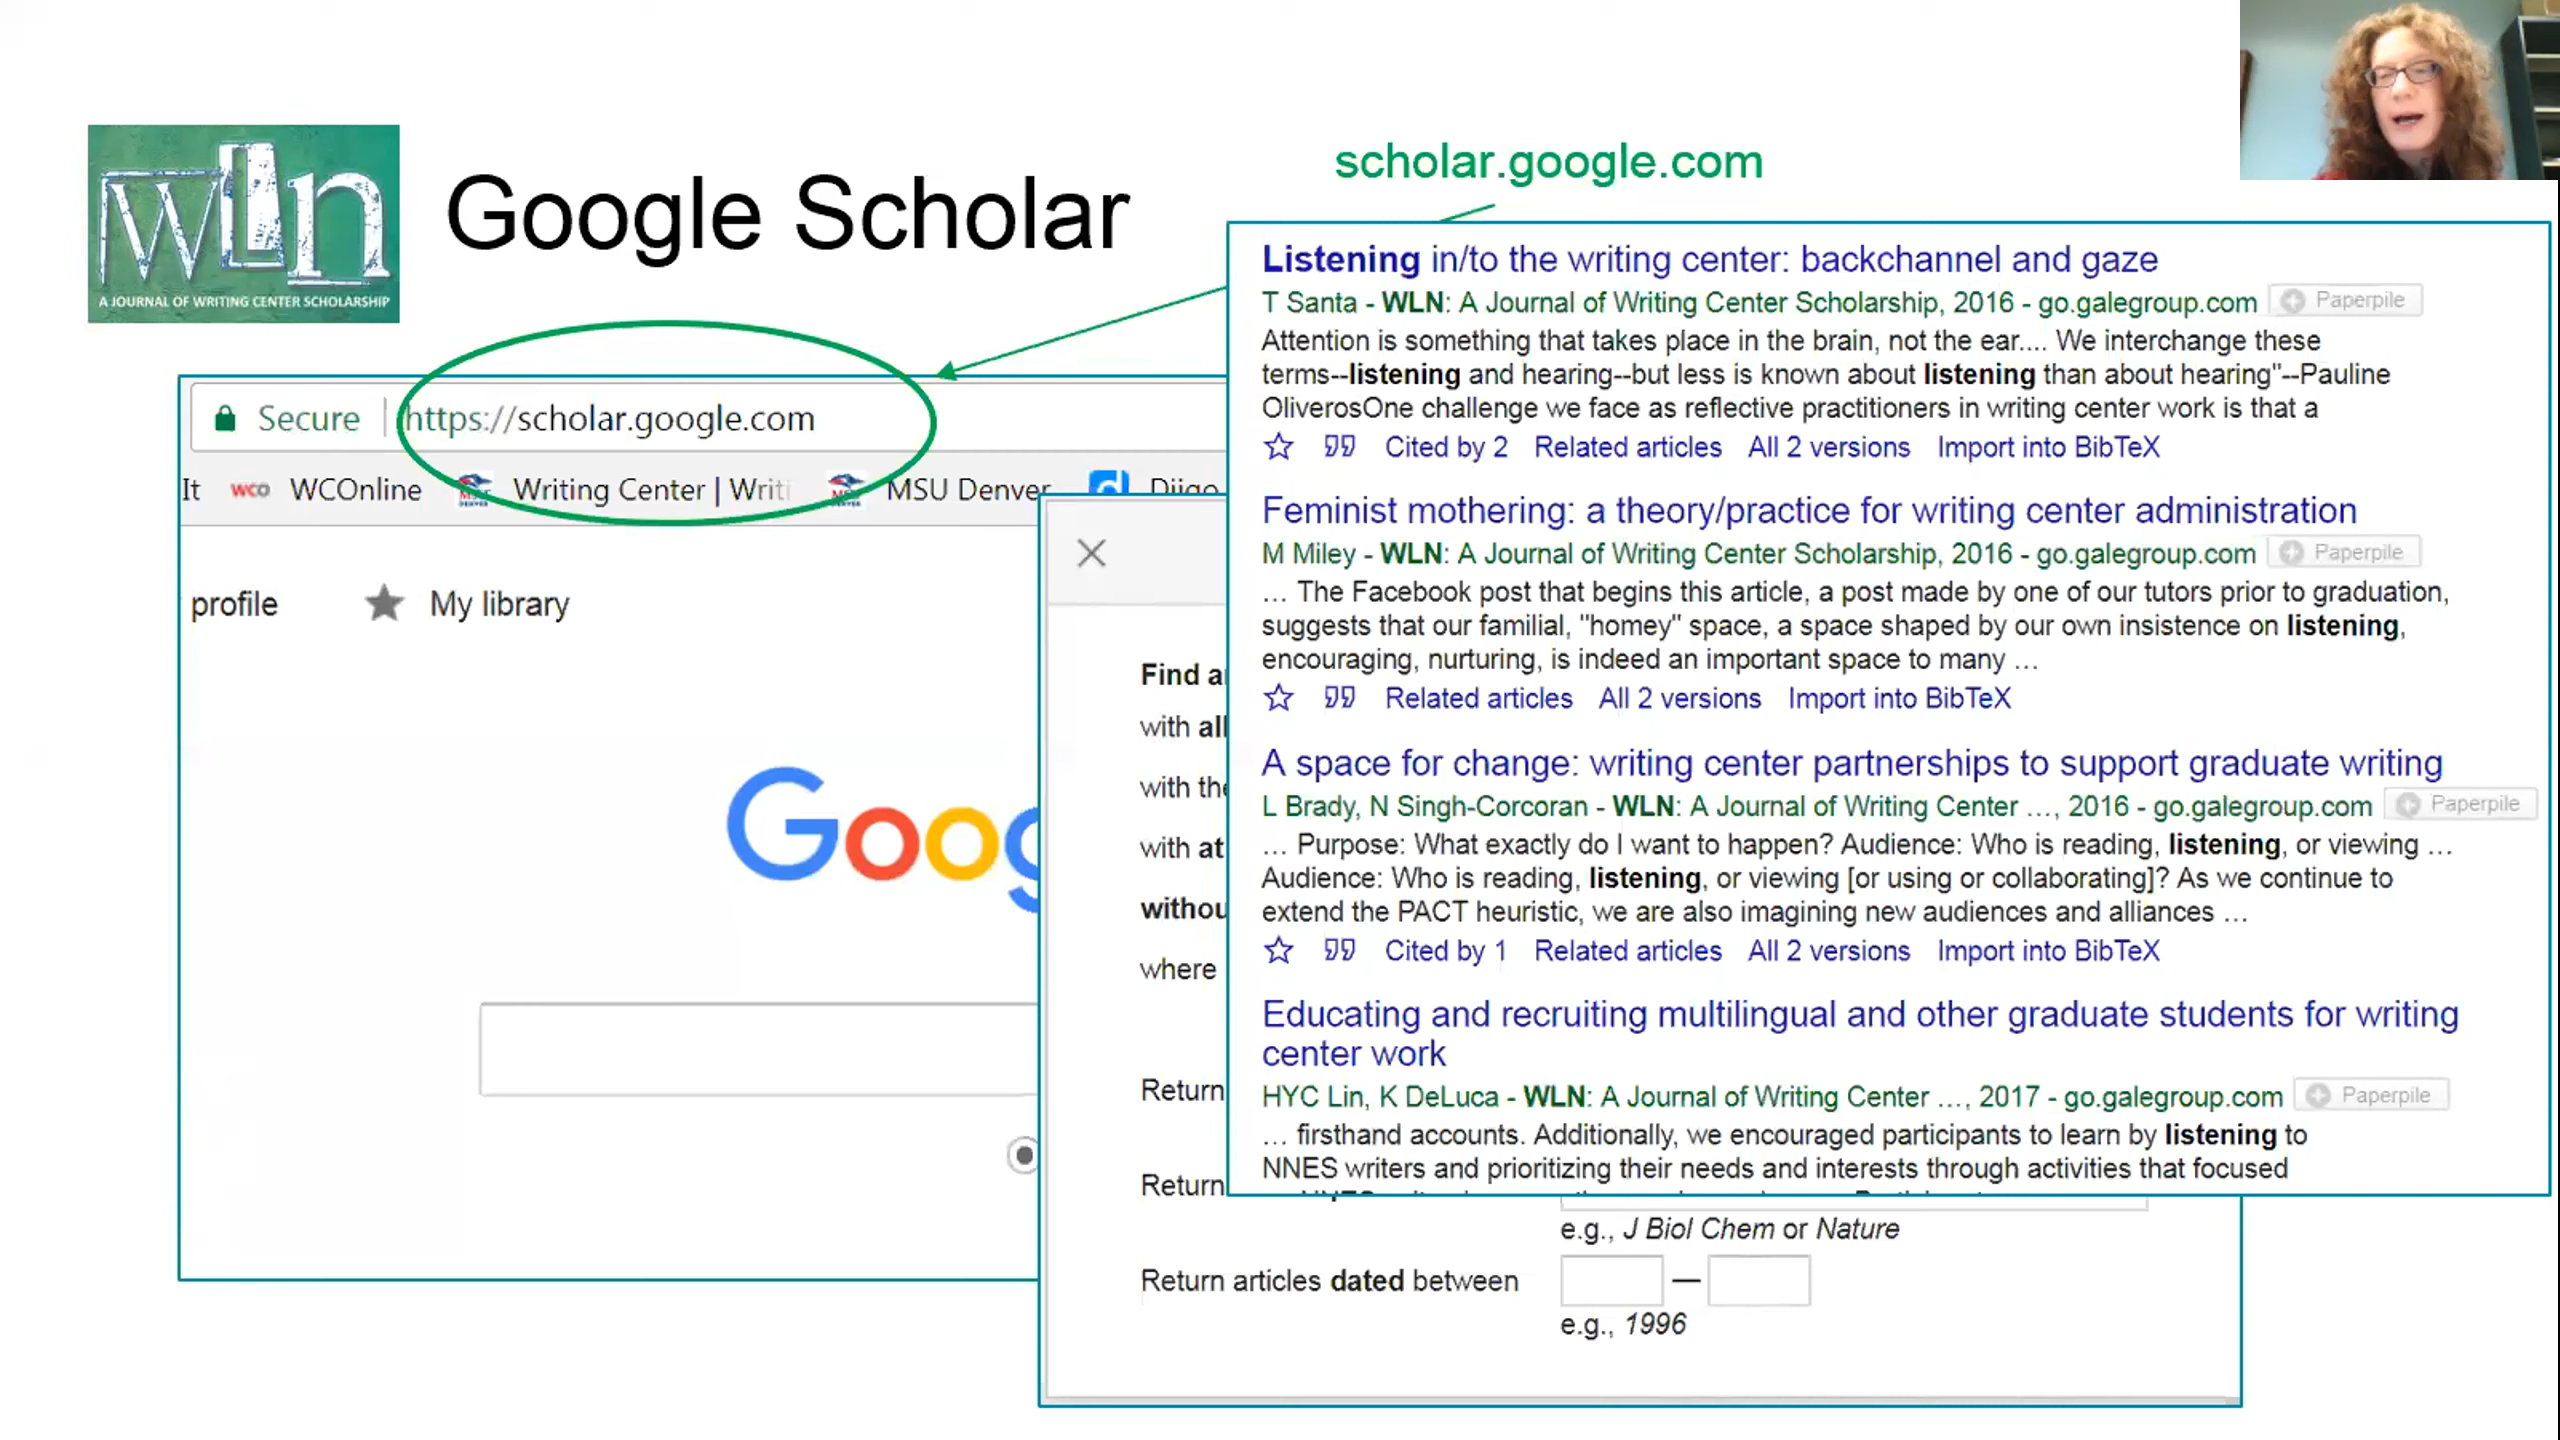 wLn
A JOURNAL OF WRITING CENTER SCHOLARSHIP
Google Scholar
scholar.google.com
Secure https://scholar.google.com
It WCO WCOnline Writing Center | Writi MSU Denver Diigo
profile My library
Goog
Find a
with all
with the
with at
withou
where
Return
Return
Listening in/to the writing center: backchannel and gaze
T Santa - WLN: A Journal of Writing Center Scholarship, 2016 - go.galegroup.com Paperpile
Attention is something that takes place in the brain, not the ear.... We interchange these
terms--listening and hearing--but less is known about listening than about hearing"--Pauline
OliverosOne challenge we face as reflective practitioners in writing center work is that a
Cited by 2 Related articles All 2 versions Import into BibTeX
Feminist mothering: a theory/practice for writing center administration
M Miley - WLN: A Journal of Writing Center Scholarship, 2016 - go.galegroup.com Paperpile
... The Facebook post that begins this article, a post made by one of our tutors prior to graduation,
suggests that our familial, "homey" space, a space shaped by our own insistence on listening,
encouraging, nurturing, is indeed an important space to many ...
Related articles All 2 versions Import into BibTeX
A space for change: writing center partnerships to support graduate writing
L Brady, N Singh-Corcoran - WLN: A Journal of Writing Center ..., 2016 - go.galegroup.com Paperpile
... Purpose: What exactly do I want to happen? Audience: Who is reading, listening, or viewing ...
Audience: Who is reading, listening, or viewing [or using or collaborating]? As we continue to
extend the PACT heuristic, we are also imagining new audiences and alliances ...
Cited by 1 Related articles All 2 versions Import into BibTeX
Educating and recruiting multilingual and other graduate students for writing
center work
HYC Lin, K DeLuca - WLN: A Journal of Writing Center ..., 2017 - go.galegroup.com Paperpile
... firsthand accounts. Additionally, we encouraged participants to learn by listening to
NNES writers and prioritizing their needs and interests through activities that focused
e.g., J Biol Chem or Nature
Return articles dated between —
e.g., 1996